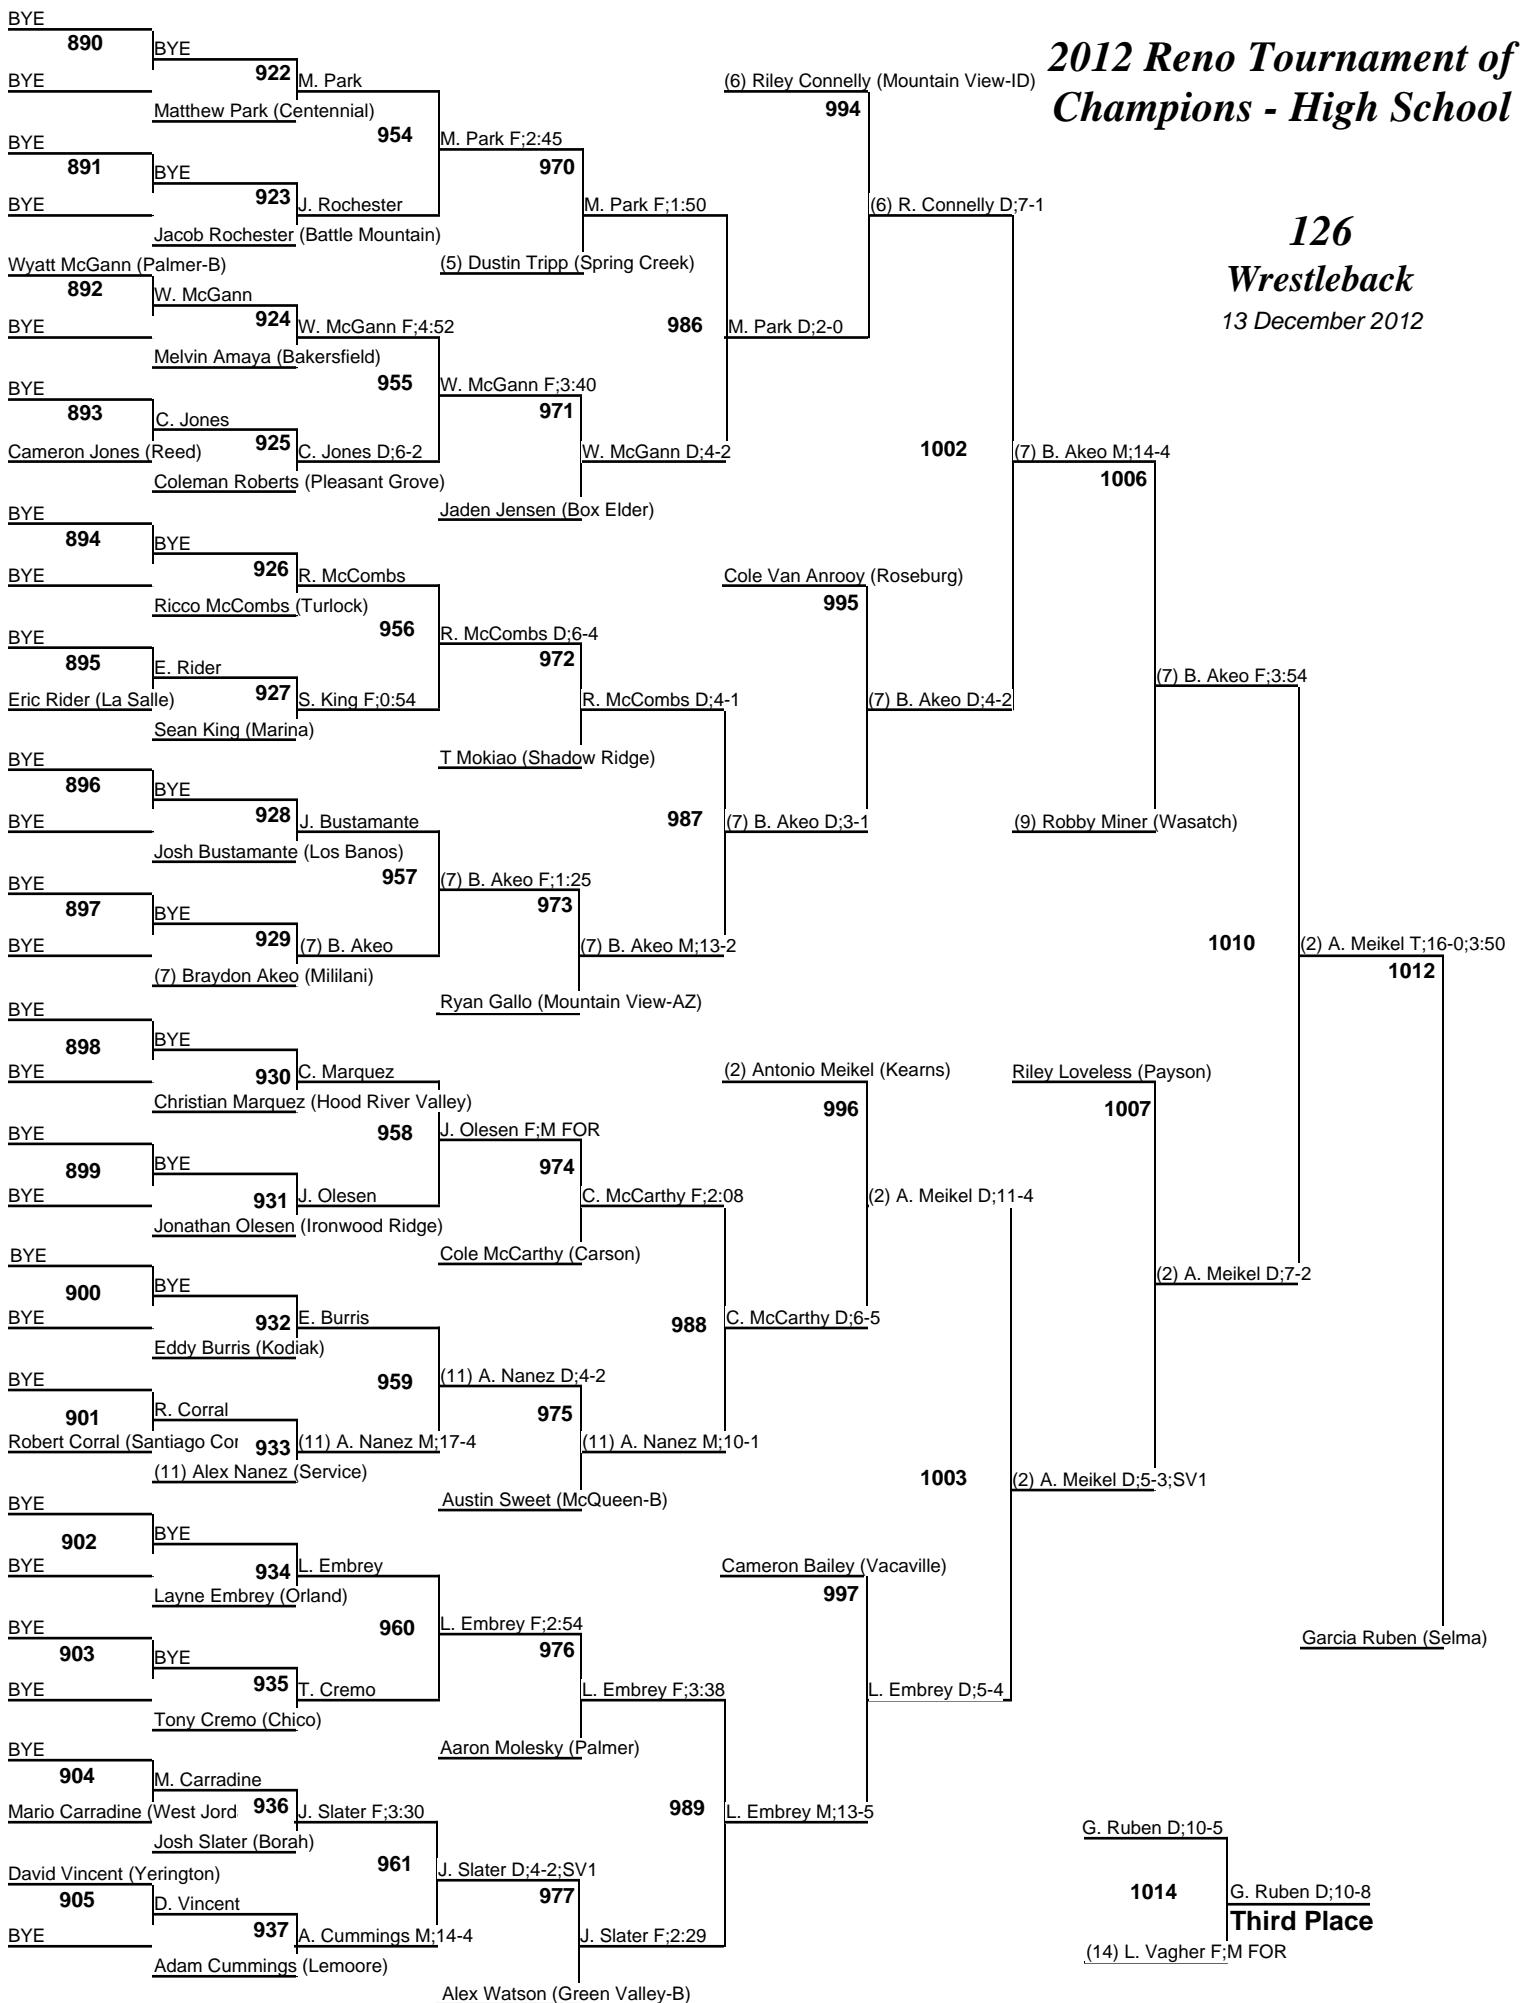 2012 Reno Tournament of
Champions - High School
126
Wrestleback
13 December 2012
BYE
890
BYE
BYE
922
M. Park
Matthew Park (Centennial)
954
M. Park F;2:45
BYE
891
BYE
BYE
923
J. Rochester
Jacob Rochester (Battle Mountain)
970
M. Park F;1:50
(5) Dustin Tripp (Spring Creek)
Wyatt McGann (Palmer-B)
892
W. McGann
BYE
924
W. McGann F;4:52
Melvin Amaya (Bakersfield)
955
W. McGann F;3:40
BYE
893
C. Jones
Cameron Jones (Reed)
925
C. Jones D;6-2
Coleman Roberts (Pleasant Grove)
971
W. McGann D;4-2
Jaden Jensen (Box Elder)
986
M. Park D;2-0
(6) Riley Connelly (Mountain View-ID)
994
(6) R. Connelly D;7-1
BYE
894
BYE
BYE
926
R. McCombs
Ricco McCombs (Turlock)
956
R. McCombs D;6-4
BYE
895
E. Rider
Eric Rider (La Salle)
927
S. King F;0:54
Sean King (Marina)
972
R. McCombs D;4-1
T Mokiao (Shadow Ridge)
BYE
896
BYE
BYE
928
J. Bustamante
Josh Bustamante (Los Banos)
957
(7) B. Akeo F;1:25
BYE
897
BYE
BYE
929
(7) B. Akeo
(7) Braydon Akeo (Mililani)
973
(7) B. Akeo M;13-2
Ryan Gallo (Mountain View-AZ)
987
(7) B. Akeo D;3-1
Cole Van Anrooy (Roseburg)
995
(7) B. Akeo D;4-2
1002
(7) B. Akeo M;14-4
1006
(7) B. Akeo F;3:54
(9) Robby Miner (Wasatch)
BYE
898
BYE
BYE
930
C. Marquez
Christian Marquez (Hood River Valley)
958
J. Olesen F;M FOR
BYE
899
BYE
BYE
931
J. Olesen
Jonathan Olesen (Ironwood Ridge)
974
C. McCarthy F;2:08
Cole McCarthy (Carson)
BYE
900
BYE
BYE
932
E. Burris
Eddy Burris (Kodiak)
959
(11) A. Nanez D;4-2
BYE
901
R. Corral
Robert Corral (Santiago Cor
933
(11) A. Nanez M;17-4
(11) Alex Nanez (Service)
975
(11) A. Nanez M;10-1
Austin Sweet (McQueen-B)
988
C. McCarthy D;6-5
(2) Antonio Meikel (Kearns)
996
(2) A. Meikel D;11-4
BYE
902
BYE
BYE
934
L. Embrey
Layne Embrey (Orland)
960
L. Embrey F;2:54
BYE
903
BYE
BYE
935
T. Cremo
Tony Cremo (Chico)
976
L. Embrey F;3:38
Aaron Molesky (Palmer)
BYE
904
M. Carradine
Mario Carradine (West Jord
936
J. Slater F;3:30
Josh Slater (Borah)
961
J. Slater D;4-2;SV1
David Vincent (Yerington)
905
D. Vincent
BYE
937
A. Cummings M;14-4
Adam Cummings (Lemoore)
977
J. Slater F;2:29
Alex Watson (Green Valley-B)
989
L. Embrey M;13-5
Cameron Bailey (Vacaville)
997
L. Embrey D;5-4
1003
(2) A. Meikel D;5-3;SV1
Riley Loveless (Payson)
1007
(2) A. Meikel D;7-2
1010
(2) A. Meikel T;16-0;3:50
1012
Garcia Ruben (Selma)
G. Ruben D;10-5
1014
G. Ruben D;10-8
Third Place
(14) L. Vagher F;M FOR